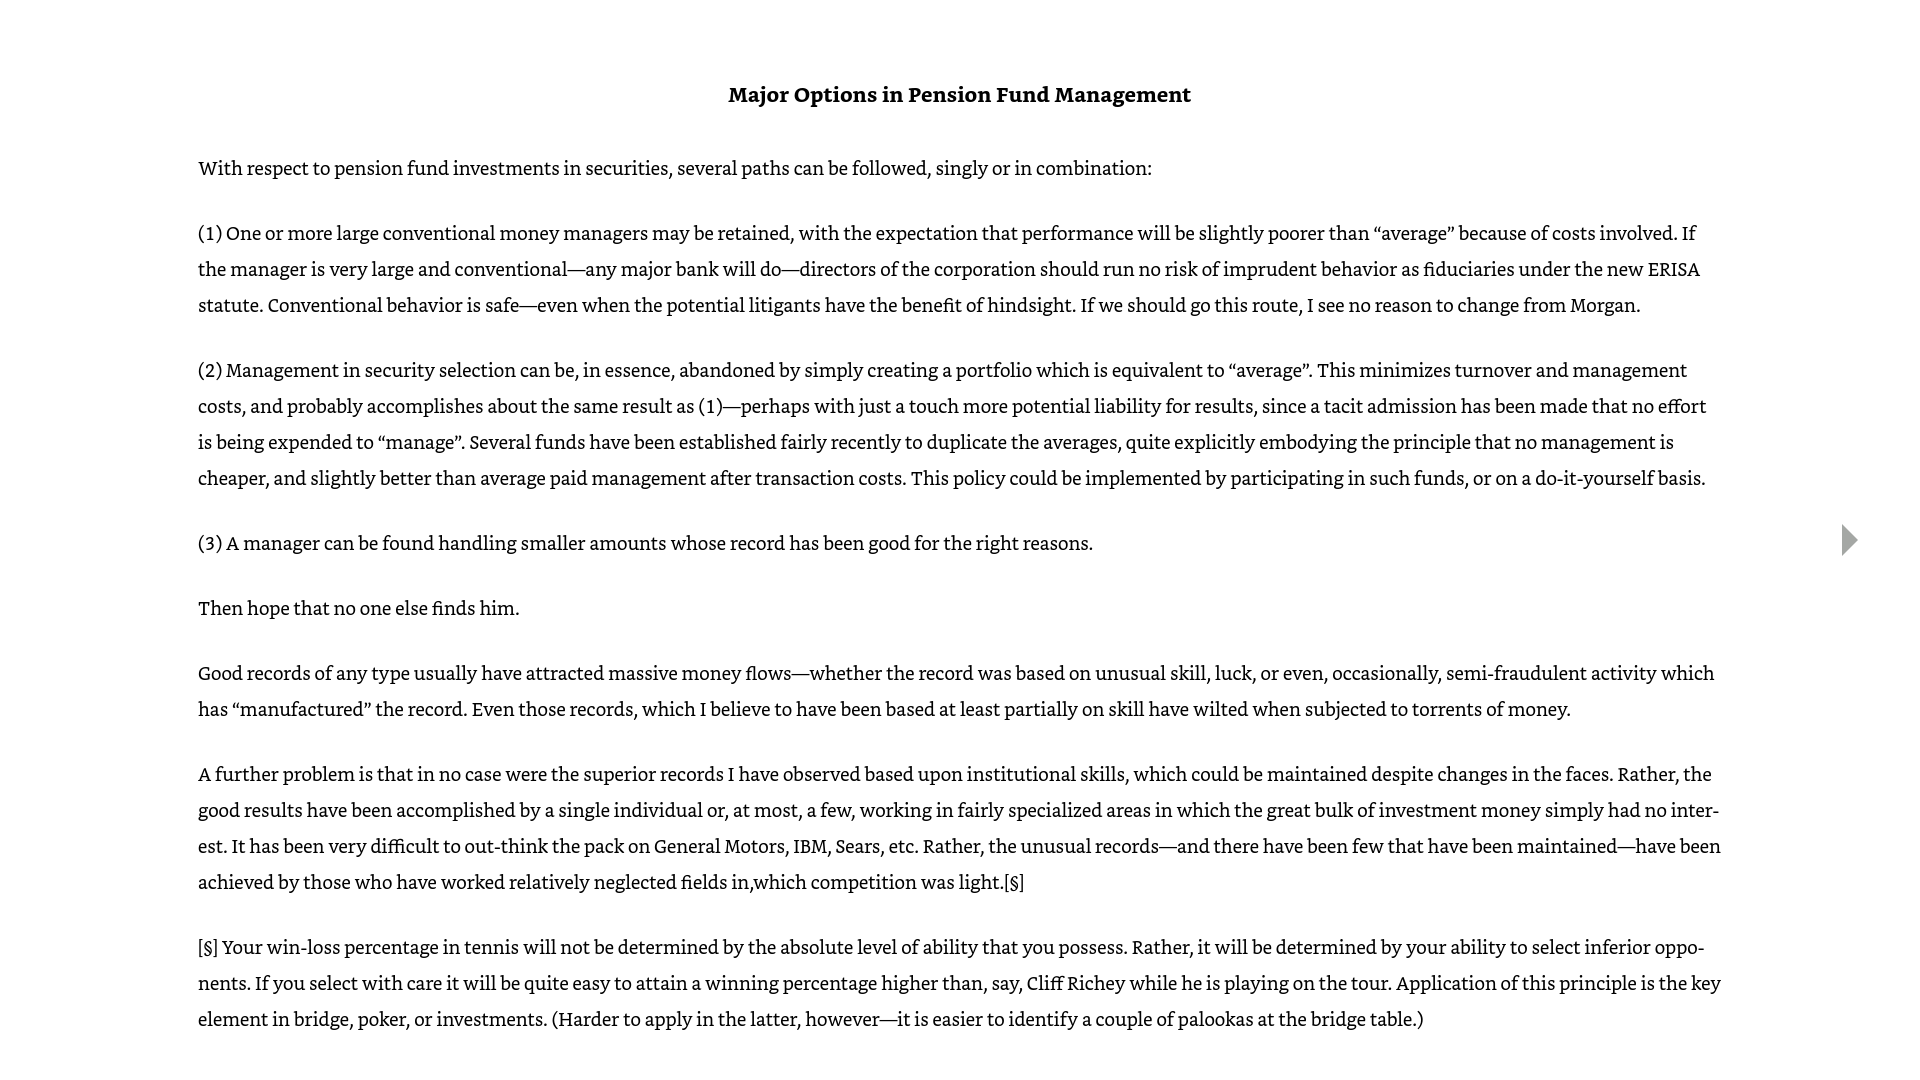 Major Options in Pension Fund Management
With respect to pension fund investments in securities, several paths can be followed, singly or in combination:
(1) One or more large conventional money managers may be retained, with the expectation that performance will be slightly poorer than “average” because of costs involved. If
the manager is very large and conventional—any major bank will do—directors of the corporation should run no risk of imprudent behavior as fiduciaries under the new ERISA
statute. Conventional behavior is safe—even when the potential litigants have the benefit of hindsight. If we should go this route, I see no reason to change from Morgan.
(2) Management in security selection can be, in essence, abandoned by simply creating a portfolio which is equivalent to “average”. This minimizes turnover and management
costs, and probably accomplishes about the same result as (1)—perhaps with just a touch more potential liability for results, since a tacit admission has been made that no effort
is being expended to “manage”. Several funds have been established fairly recently to duplicate the averages, quite explicitly embodying the principle that no management is
cheaper, and slightly better than average paid management after transaction costs. This policy could be implemented by participating in such funds, or on a do-it-yourself basis.
(3) A manager can be found handling smaller amounts whose record has been good for the right reasons.
Then hope that no one else finds him.
Good records of any type usually have attracted massive money flows—whether the record was based on unusual skill, luck, or even, occasionally, semi-fraudulent activity which
has “manufactured” the record. Even those records, which I believe to have been based at least partially on skill have wilted when subjected to torrents of money.
A further problem is that in no case were the superior records I have observed based upon institutional skills, which could be maintained despite changes in the faces. Rather, the
good results have been accomplished by a single individual or, at most, a few, working in fairly specialized areas in which the great bulk of investment money simply had no inter-
est. It has been very difficult to out-think the pack on General Motors, IBM, Sears, etc. Rather, the unusual records—and there have been few that have been maintained—have been
achieved by those who have worked relatively neglected fields in,which competition was light.[§]
[§] Your win-loss percentage in tennis will not be determined by the absolute level of ability that you possess. Rather, it will be determined by your ability to select inferior oppo-
nents. If you select with care it will be quite easy to attain a winning percentage higher than, say, Cliff Richey while he is playing on the tour. Application of this principle is the key
element in bridge, poker, or investments. (Harder to apply in the latter, however—it is easier to identify a couple of palookas at the bridge table.)